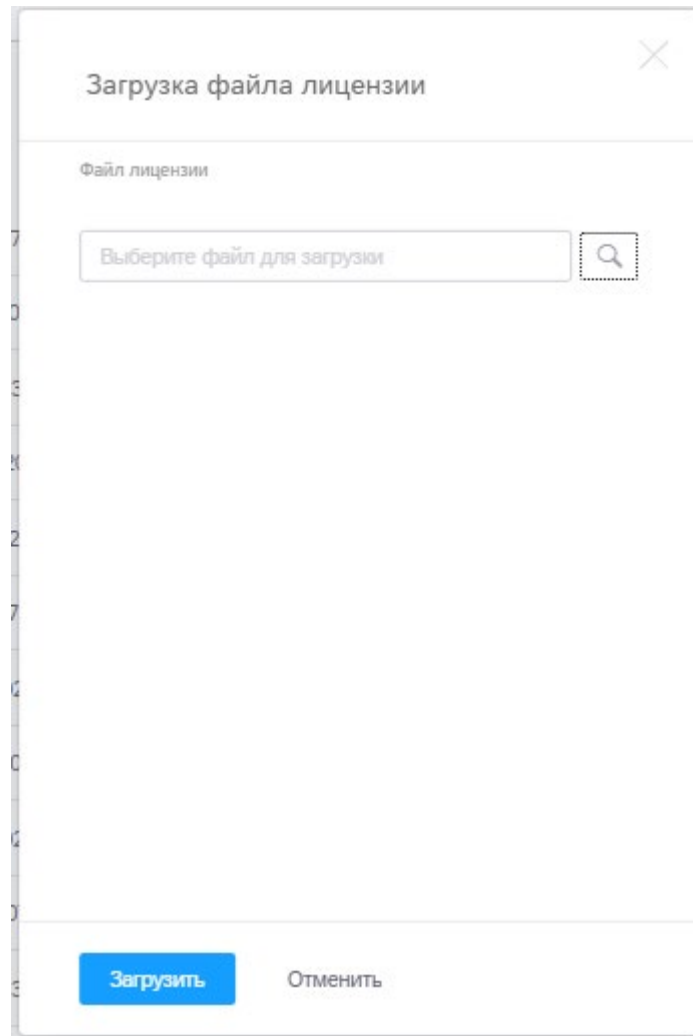 Загрузка файла лицензии
Файл лицензии
Выберите файл для загрузки
Загрузить
Отменить